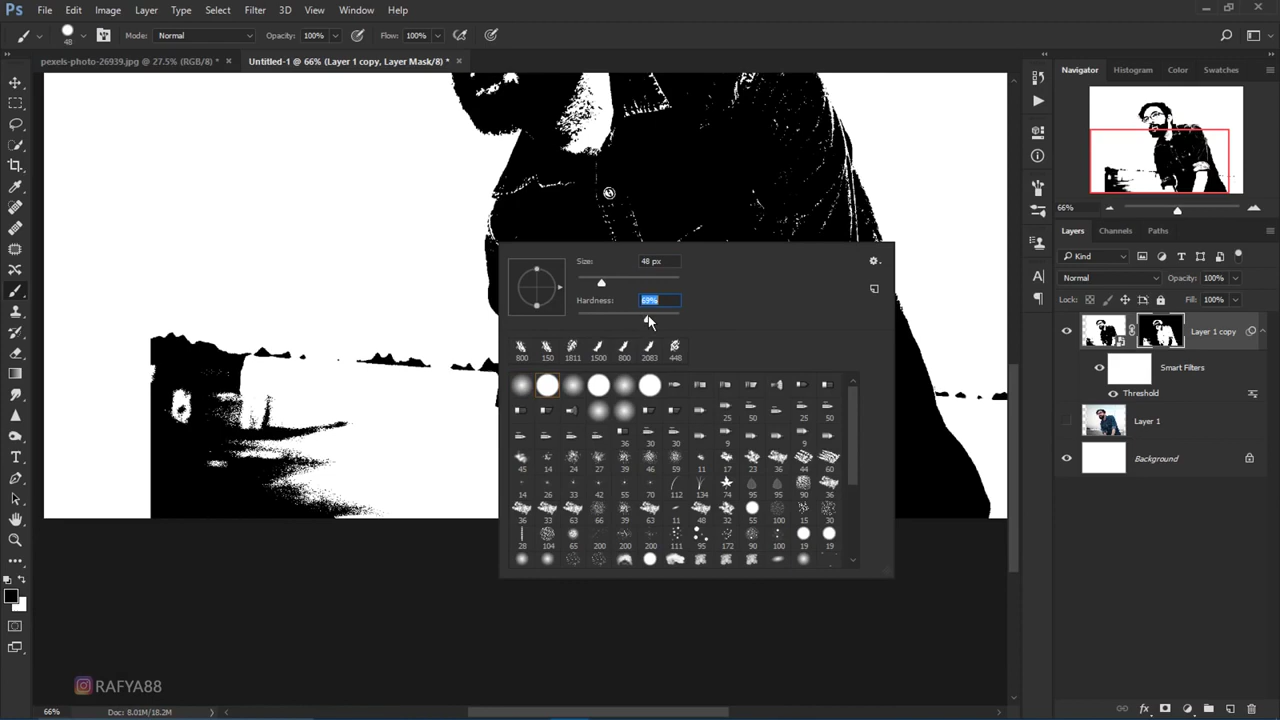 Ps File Edit Image Layer Type Select Filter 3D View Window Help
48 Mode: Normal Opacity: 100% Flow: 100%
pexels-photo-26939.jpg @ 27.5% (RGB/8) * × Untitled-1 @ 66% (Layer 1 copy, Layer Mask/8) * ×
Navigator Histogram Color Swatches
66%
Layers Channels Paths
Kind
Normal Opacity: 100%
Lock: Fill: 100%
Layer 1 copy
Smart Filters
Threshold
Layer 1
Background
Size: 48 px
Hardness: 69%
800 150 1811 1500 800 2083 448
25 50 25 50
36 30 30 9 9
45 14 24 27 39 46 59 11 17 23 36 44 60
14 26 33 42 55 70 112 134 74 95 95 90 36
36 33 63 66 39 63 11 48 32 55 100 15 30
28 104 65 200 200 200 111 95 172 90 100 19 19
RAFYA88
66% Doc: 8.01M/18.2M